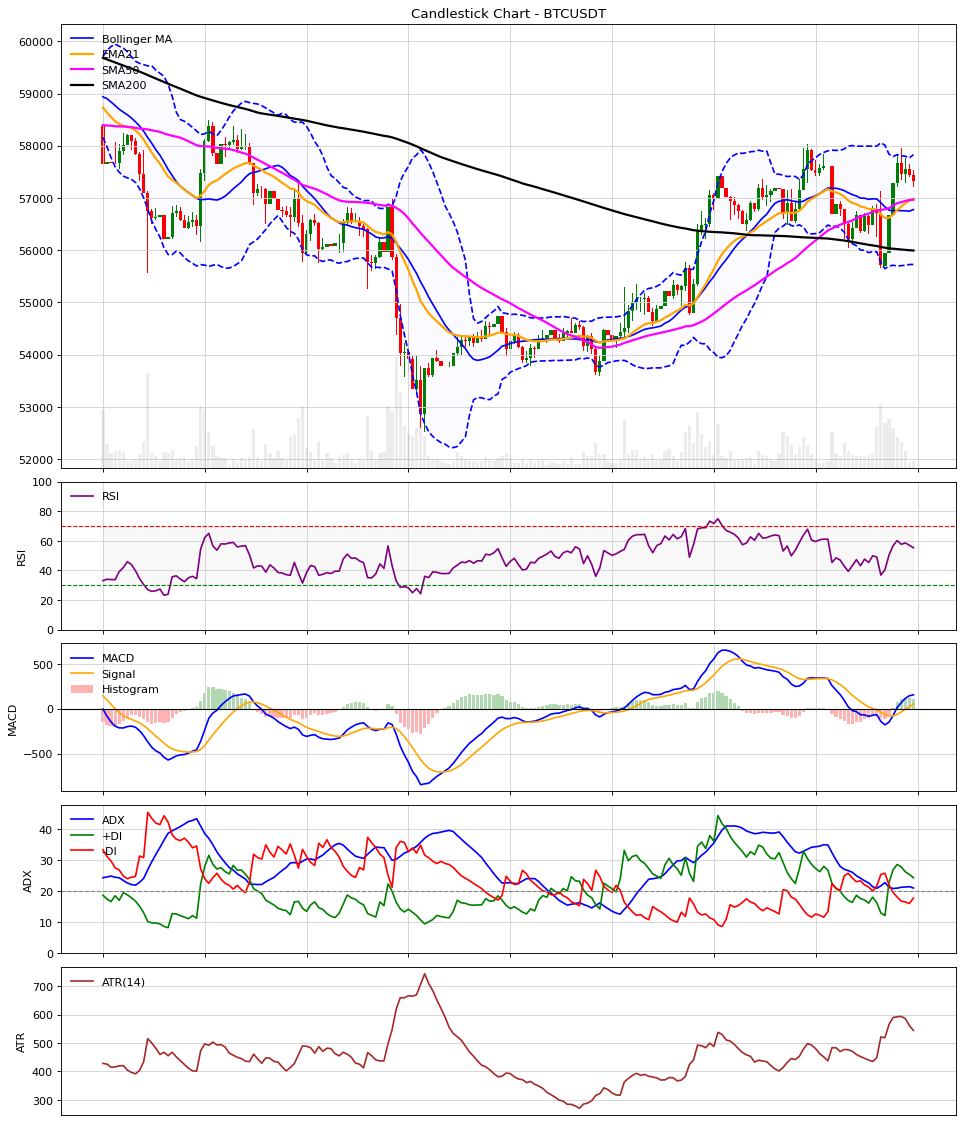 Candlestick Chart - BTCUSDT
60000
59000
58000
57000
56000
55000
54000
53000
52000
Bollinger MA
EMA21
SMA50
SMA200
100
80
60
40
20
0
RSI
RSI
500
0
−500
MACD
MACD
Signal
Histogram
40
30
20
10
0
ADX
ADX
+DI
-DI
700
600
500
400
300
ATR
ATR(14)